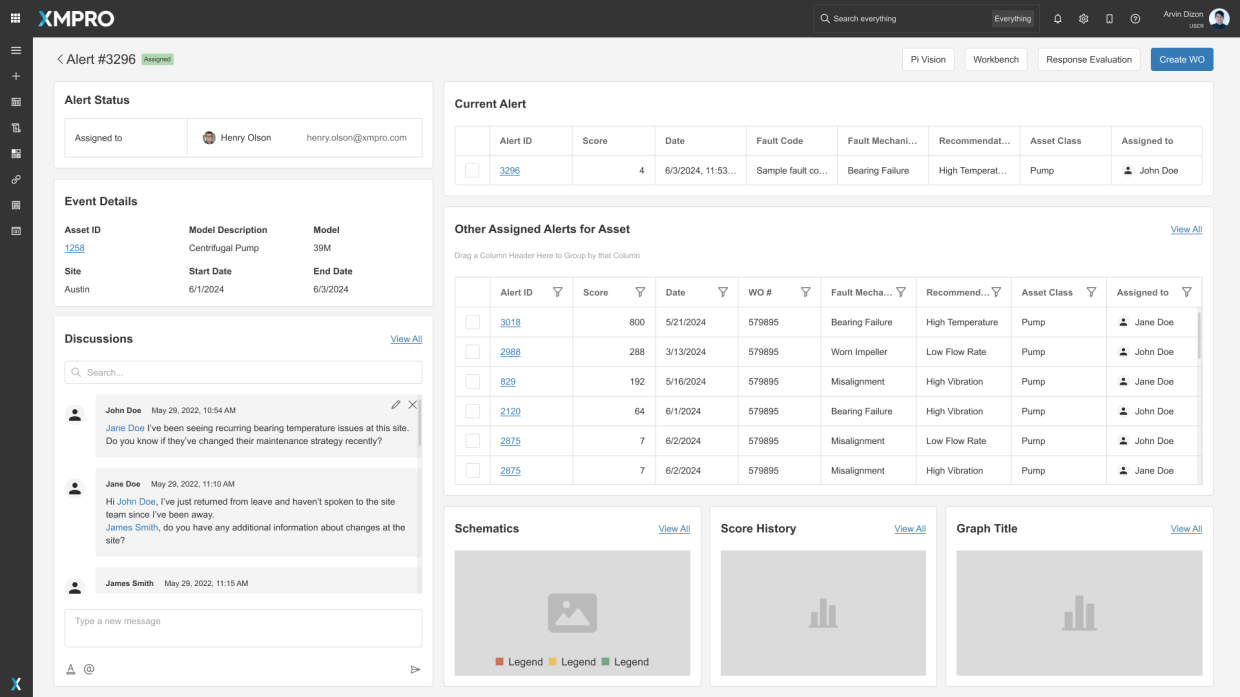 XMPRO
Search everything
Everything
Arvin Dizon
USER
Alert #3296
Assigned
Pi Vision
Workbench
Response Evaluation
Create WO
Alert Status
Assigned to
Henry Olson
henry.olson@xmpro.com
Event Details
Asset ID Model Description Model
1258 Centrifugal Pump 39M
Site Start Date End Date
Austin 6/1/2024 6/3/2024
Discussions
View All
Search...
John Doe May 29, 2022, 10:54 AM
Jane Doe I've been seeing recurring bearing temperature issues at this site.
Do you know if they've changed their maintenance strategy recently?
Jane Doe May 29, 2022, 11:10 AM
Hi John Doe, I've just returned from leave and haven't spoken to the site
team since I've been away.
James Smith, do you have any additional information about changes at the
site?
James Smith May 29, 2022, 11:15 AM
Type a new message
A @
Current Alert
Alert ID Score Date Fault Code Fault Mechani... Recommendat... Asset Class Assigned to
3296 4 6/3/2024, 11:53... Sample fault co... Bearing Failure High Temperat... Pump John Doe
Other Assigned Alerts for Asset
View All
Drag a Column Header Here to Group by that Column
Alert ID Score Date WO # Fault Mecha... Recommend... Asset Class Assigned to
3018 800 5/21/2024 579895 Bearing Failure High Temperature Pump Jane Doe
2988 288 3/13/2024 579895 Worn Impeller Low Flow Rate Pump John Doe
829 192 5/16/2024 579895 Misalignment High Vibration Pump Jane Doe
2120 64 6/1/2024 579895 Bearing Failure High Vibration Pump John Doe
2875 7 6/2/2024 579895 Misalignment Low Flow Rate Pump John Doe
2875 7 6/2/2024 579895 Misalignment High Vibration Pump Jane Doe
Schematics
View All
Legend Legend Legend
Score History
View All
Graph Title
View All
X